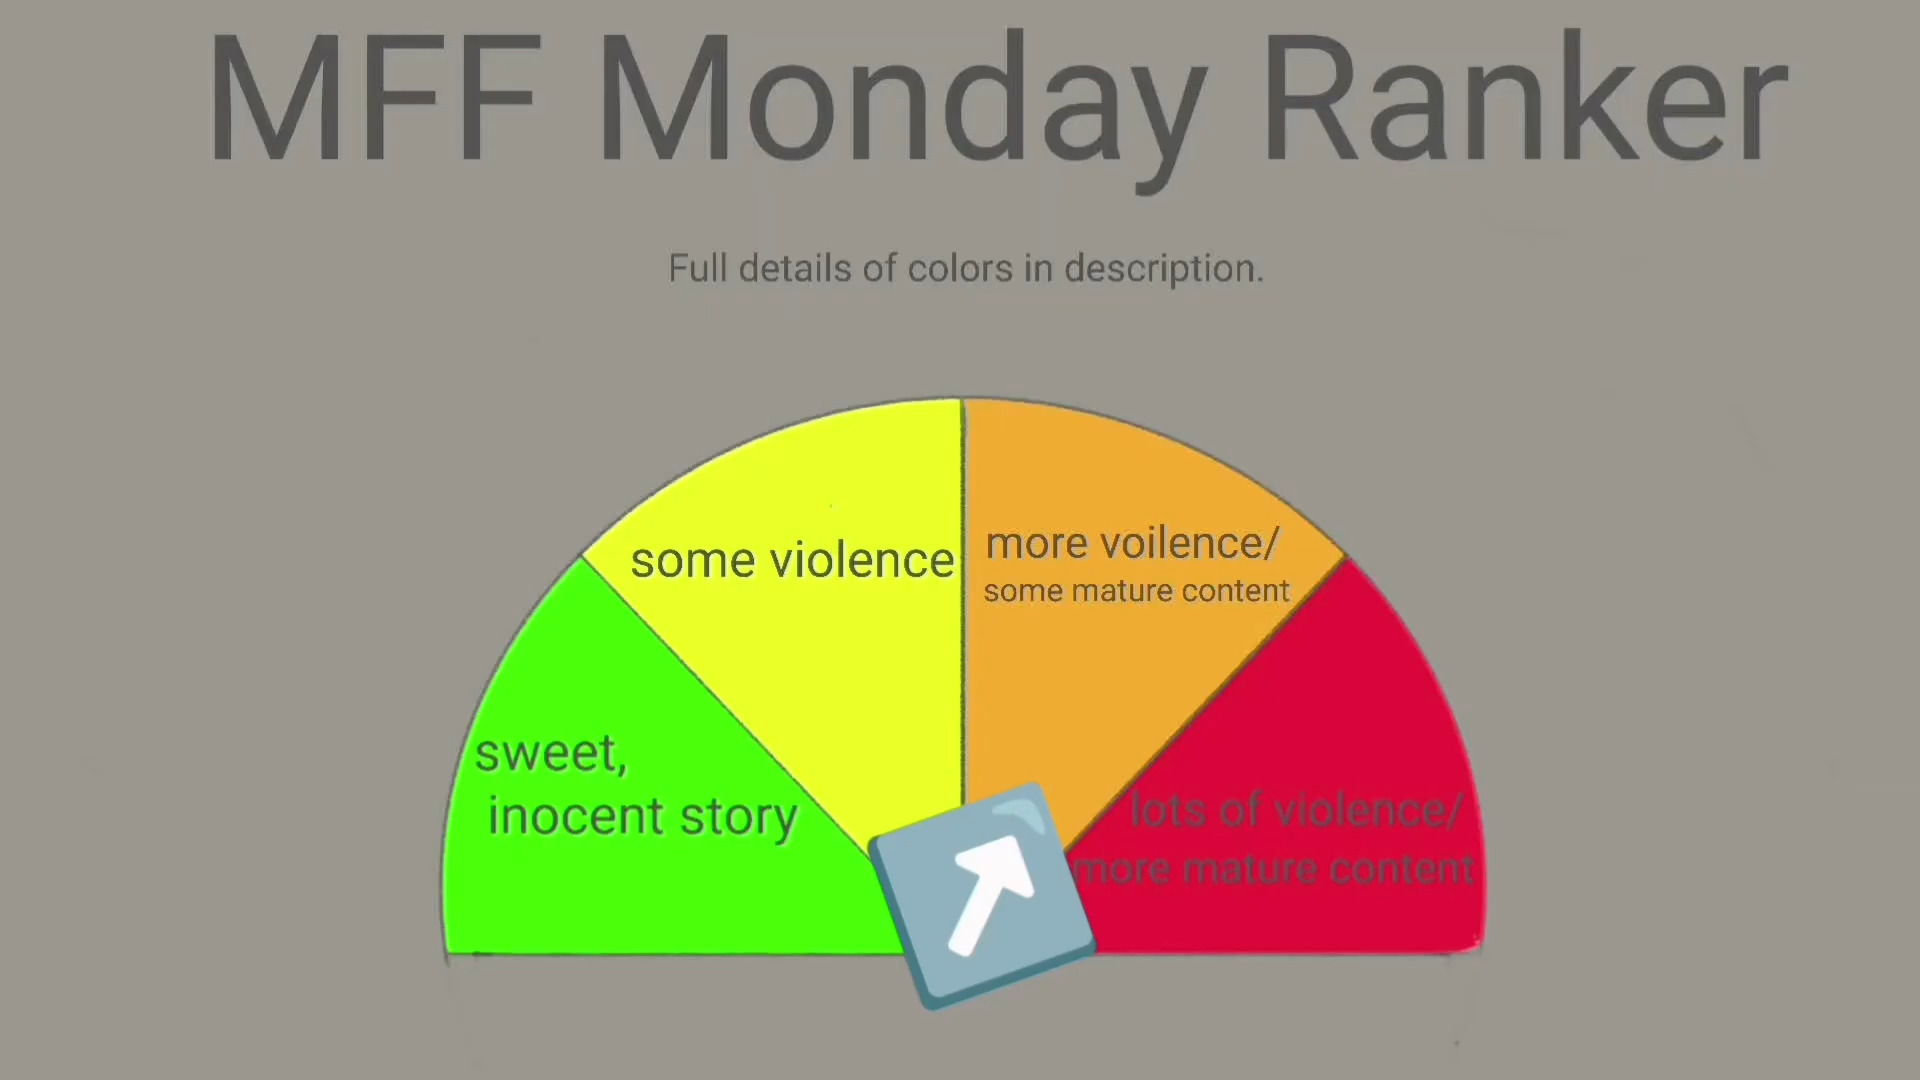 MFF Monday Ranker
Full details of colors in description.
some violence
more voilence/
some mature content
sweet,
inocent story
lots of violence/
more mature content